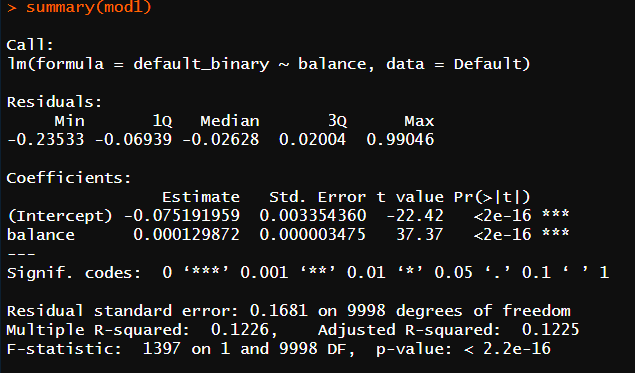 > summary(mod1)
Call:
lm(formula = default_binary ~ balance, data = Default)
Residuals:
     Min       1Q   Median       3Q      Max
-0.23533 -0.06939 -0.02628  0.02004  0.99046
Coefficients:
               Estimate   Std. Error t value Pr(>|t|)
(Intercept) -0.075191959  0.003354360  -22.42   <2e-16 ***
balance      0.000129872  0.000003475   37.37   <2e-16 ***
---
Signif. codes:  0 ‘***’ 0.001 ‘**’ 0.01 ‘*’ 0.05 ‘.’ 0.1 ‘ ’ 1
Residual standard error: 0.1681 on 9998 degrees of freedom
Multiple R-squared:  0.1226,	Adjusted R-squared:  0.1225
F-statistic:  1397 on 1 and 9998 DF,  p-value: < 2.2e-16